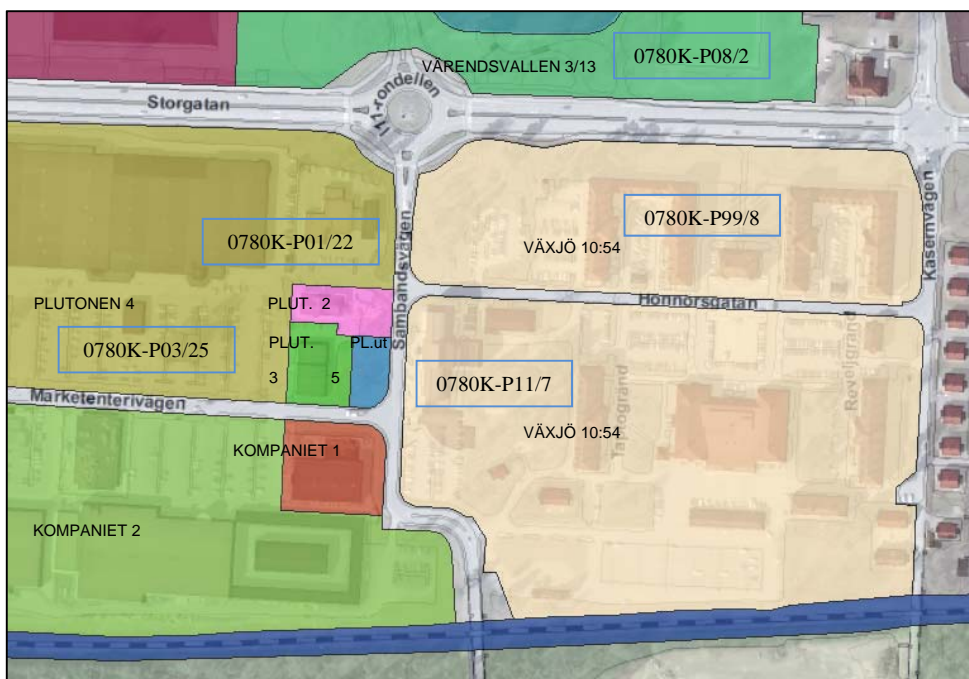 0780K-P08/2
VÄRENDSVALLEN 3/13
I 11-rondellen
Storgatan
0780K-P99/8
0780K-P01/22
VÄXJÖ 10:54
Sambandsvägen
Kasernvägen
PLUTONEN 4
PLUT. 2
Honnörsgatan
0780K-P03/25
PLUT.
PL.ut
3
5
0780K-P11/7
Reveljgränd
Marketenterivägen
VÄXJÖ 10:54
KOMPANIET 1
KOMPANIET 2